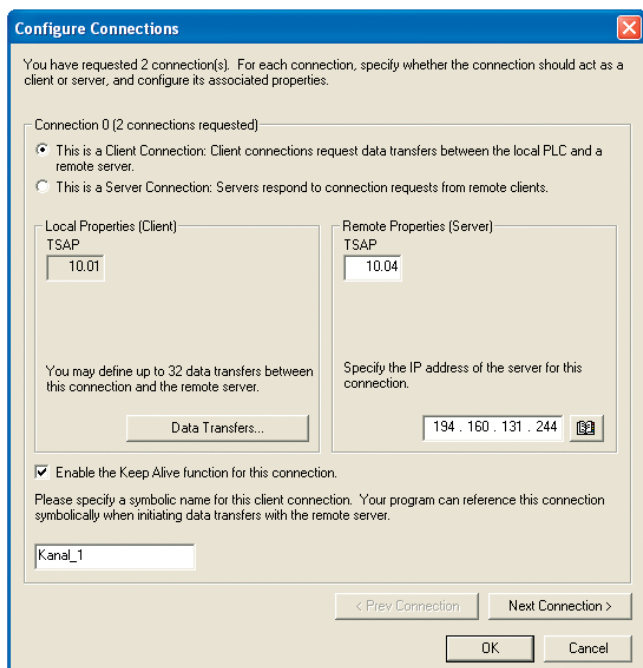 Configure Connections
You have requested 2 connection(s). For each connection, specify whether the connection should act as a
client or server, and configure its associated properties.
Connection 0 (2 connections requested)
This is a Client Connection: Client connections request data transfers between the local PLC and a
remote server.
This is a Server Connection: Servers respond to connection requests from remote clients.
Local Properties (Client)
TSAP
10.01
You may define up to 32 data transfers between
this connection and the remote server.
Data Transfers...
Remote Properties (Server)
TSAP
10.04
Specify the IP address of the server for this
connection.
194 . 160 . 131 . 244
Enable the Keep Alive function for this connection.
Please specify a symbolic name for this client connection. Your program can reference this connection
symbolically when initiating data transfers with the remote server.
Kanal_1
< Prev Connection
Next Connection >
OK
Cancel